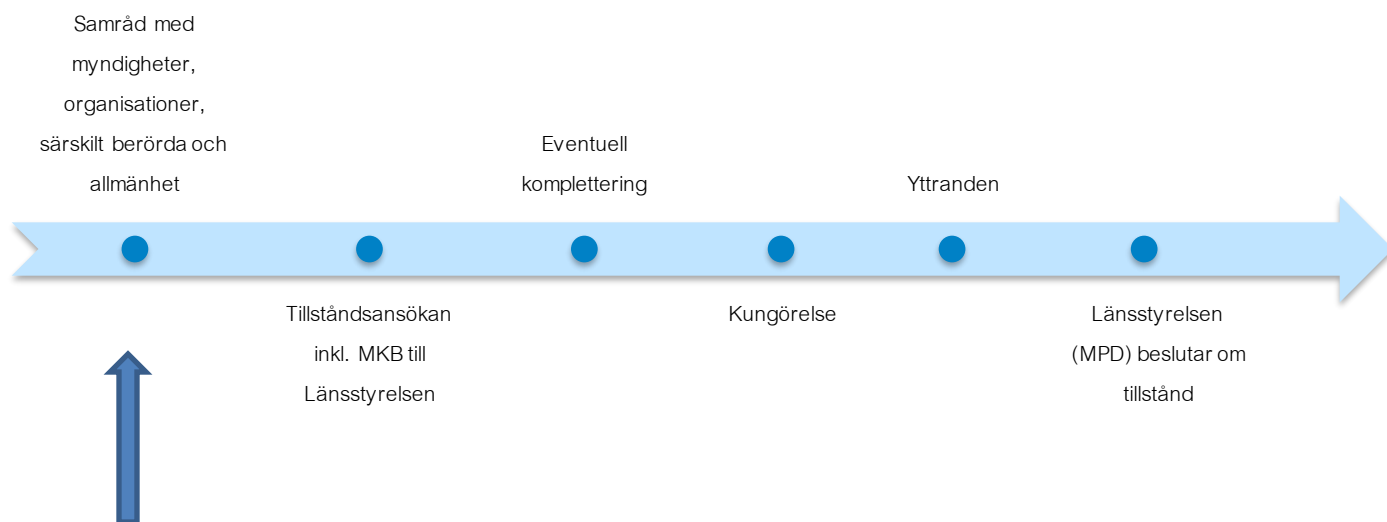 Samråd med
myndigheter,
organisationer,
särskilt berörda och
allmänhet
Tillståndsansökan
inkl. MKB till
Länsstyrelsen
Eventuell
komplettering
Kungörelse
Yttranden
Länsstyrelsen
(MPD) beslutar om
tillstånd